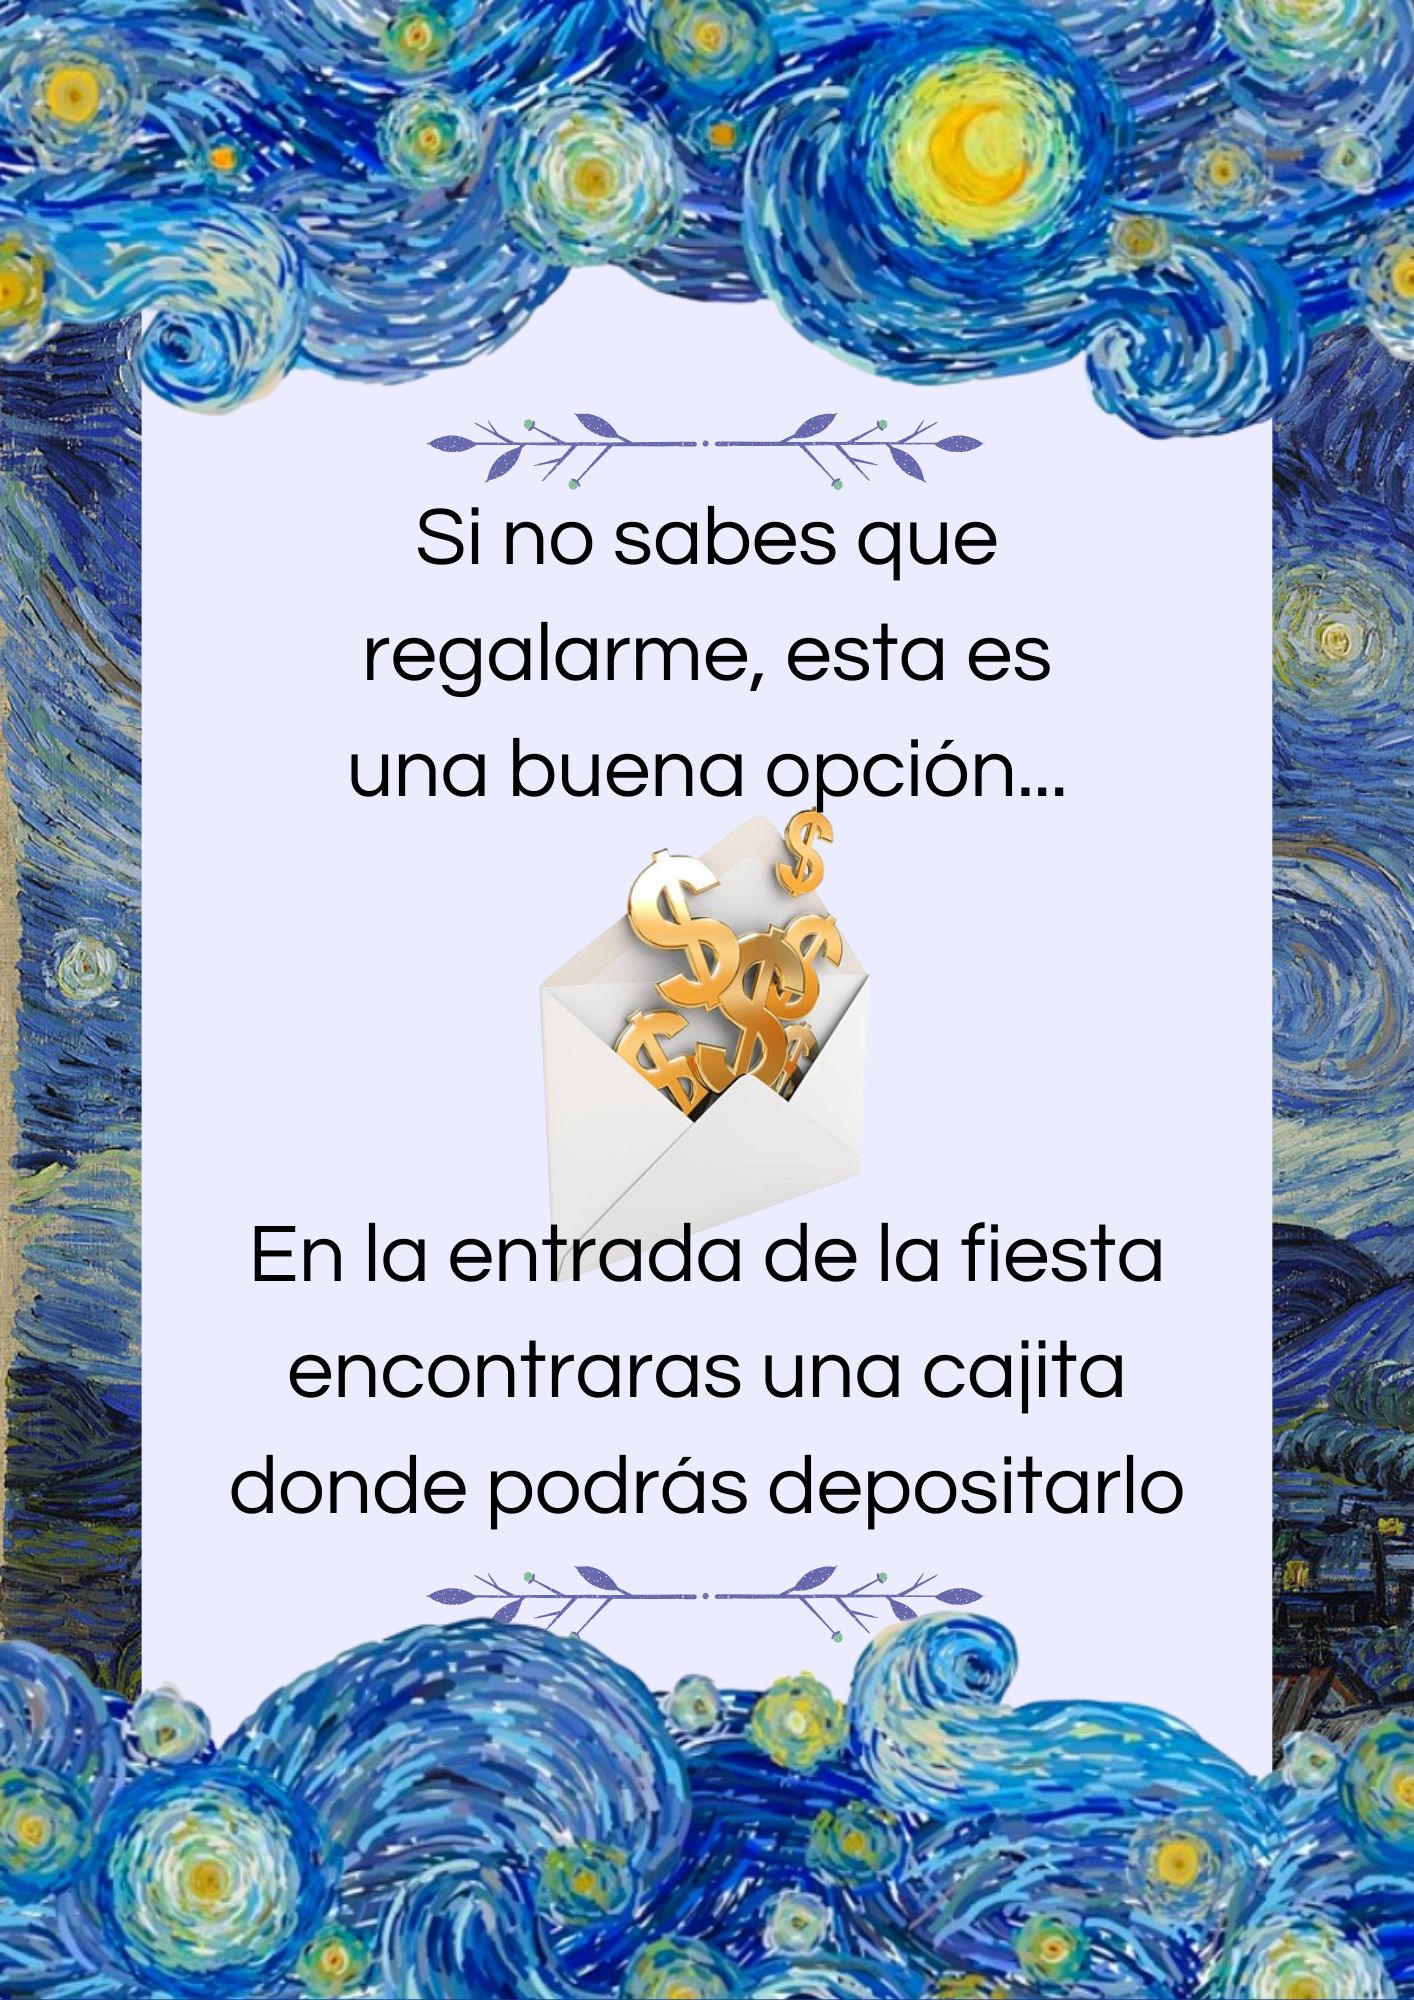 Si no sabes que
regalarme, esta es
una buena opción...
En la entrada de la fiesta
encontraras una cajita
donde podrás depositarlo